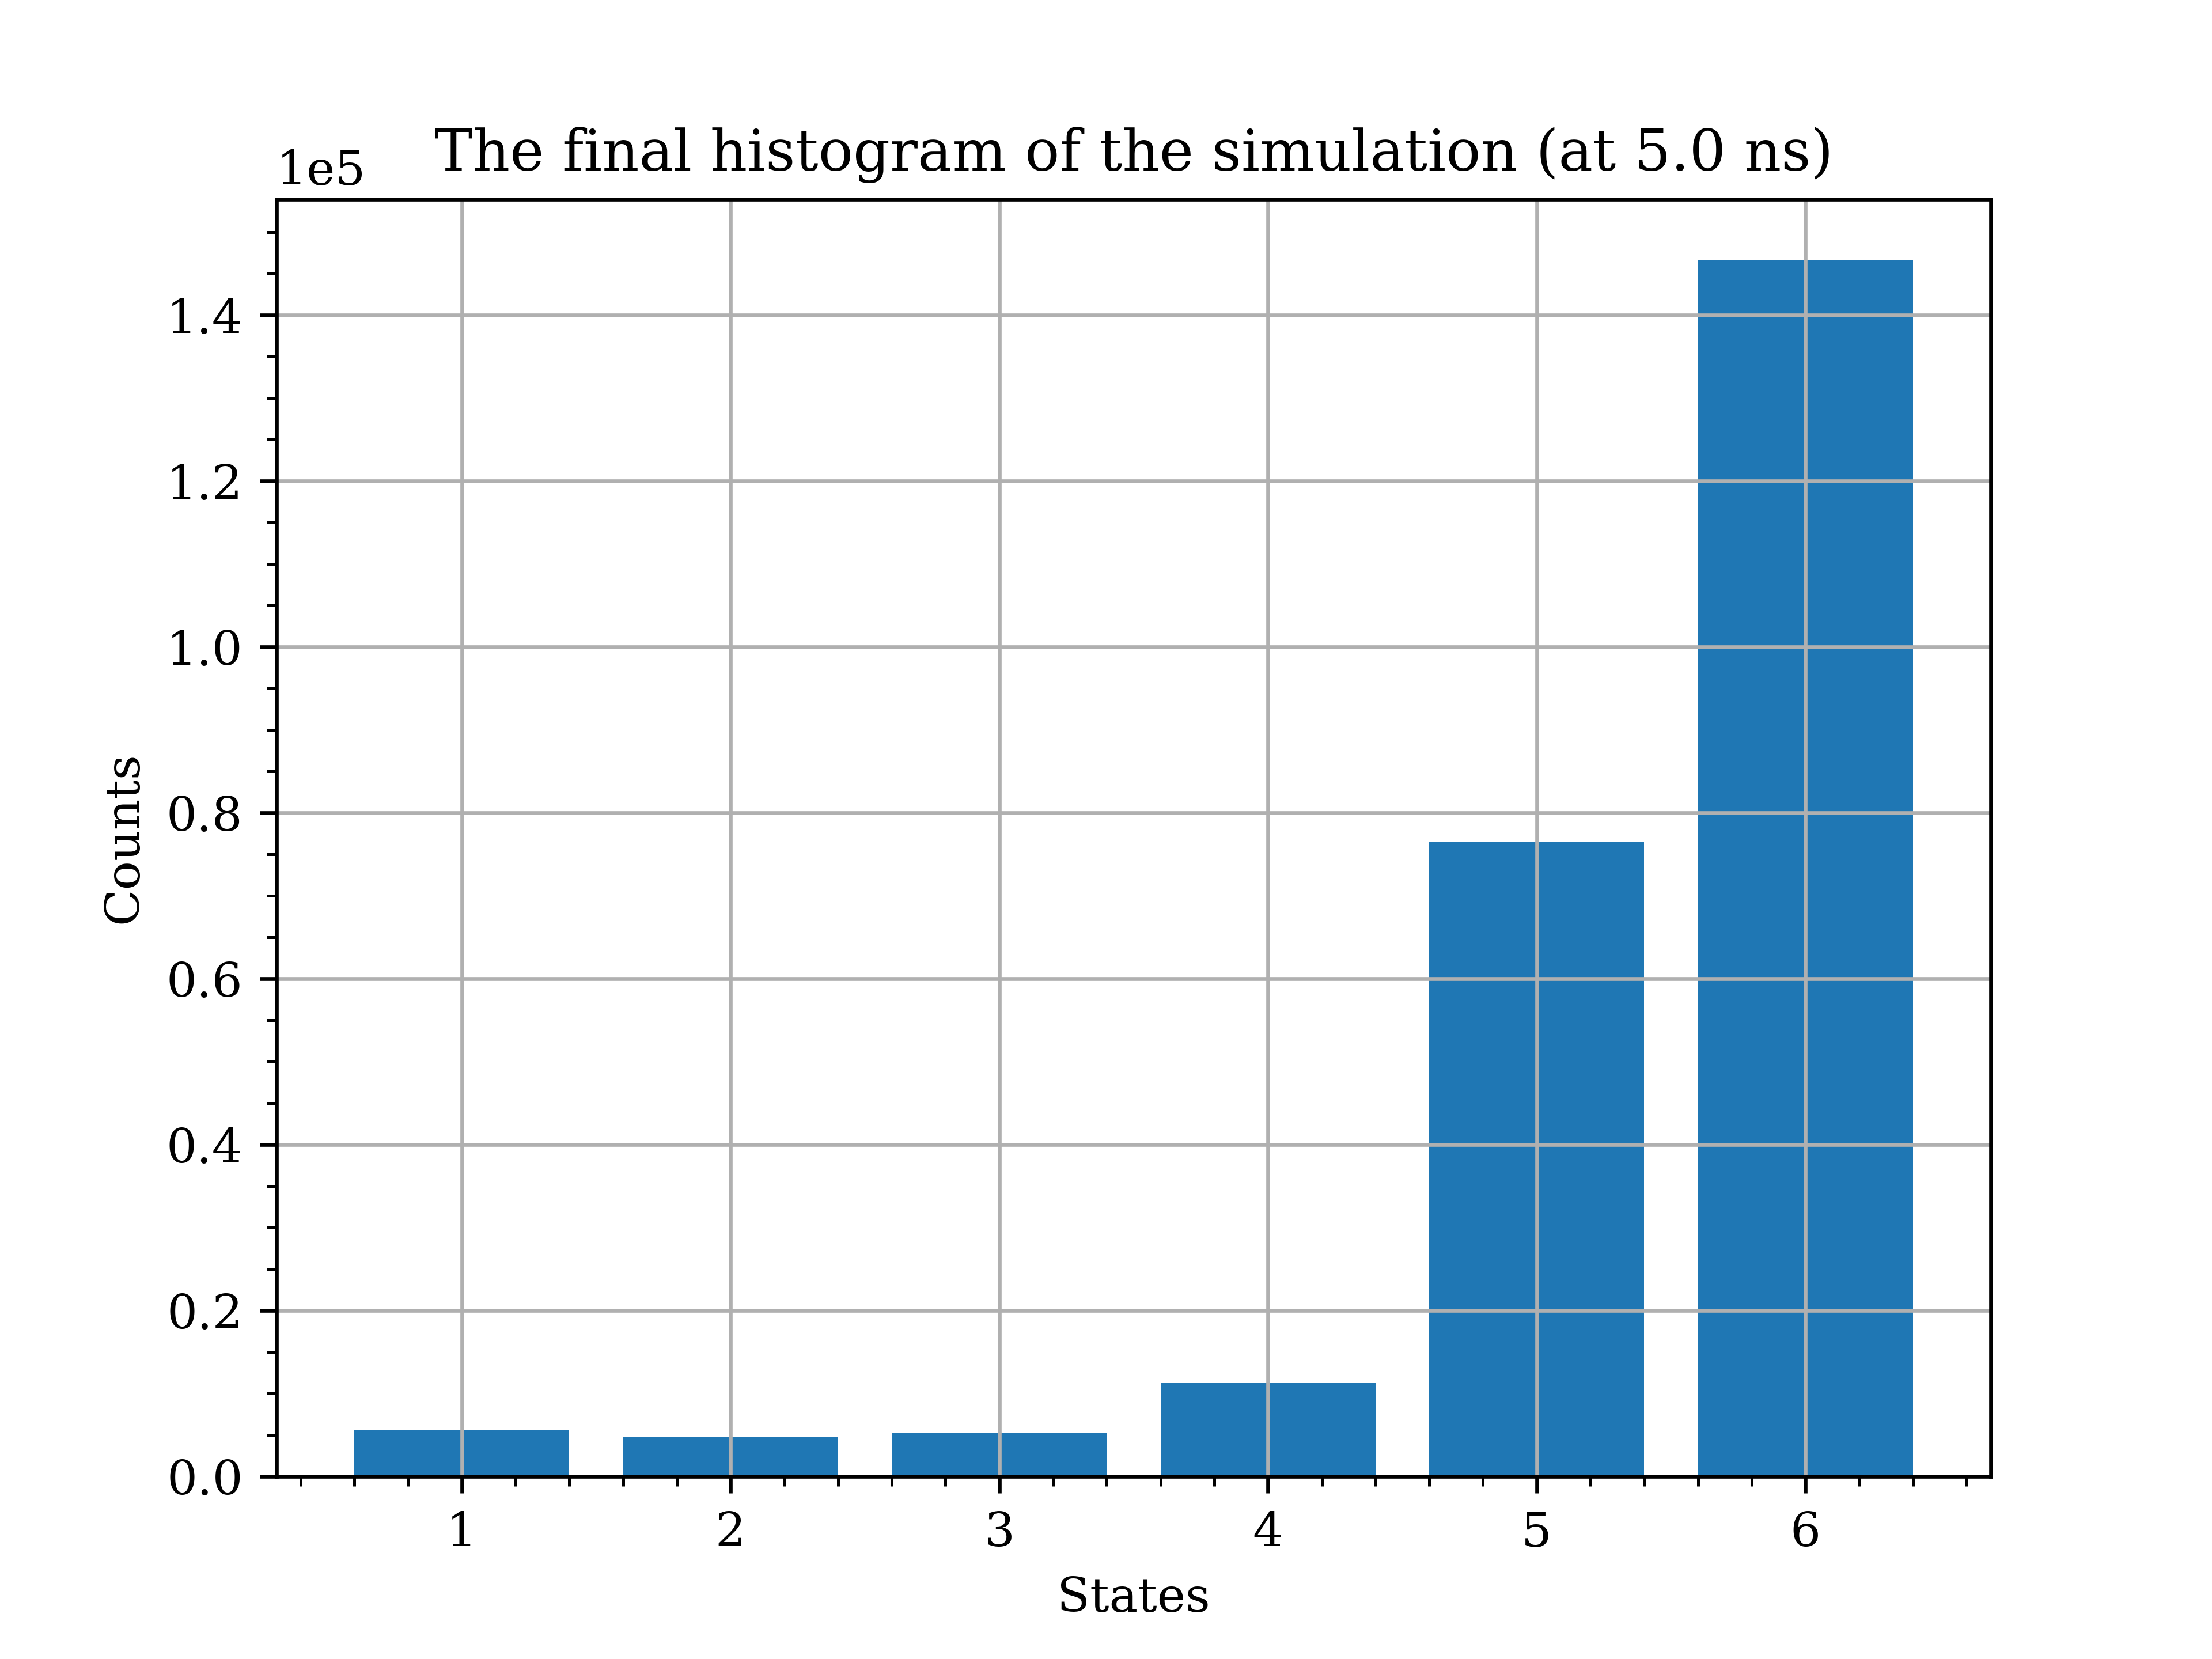 The final histogram of the simulation (at 5.0 ns)
1e5
1.4
1.2
1.0
0.8
0.6
0.4
0.2
0.0
Counts
1 2 3 4 5 6
States